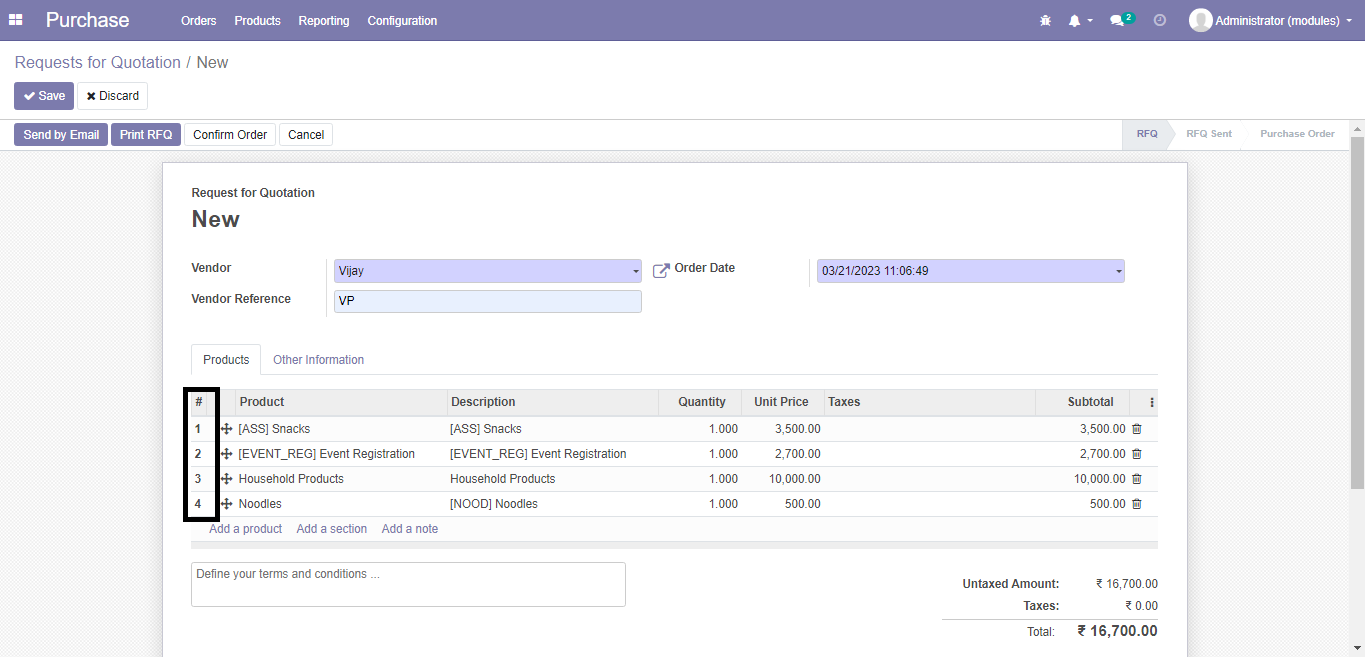 Purchase Orders Products Reporting Configuration 2 Administrator (modules)
Requests for Quotation / New
Save Discard
Send by Email Print RFQ Confirm Order Cancel RFQ RFQ Sent Purchase Order
Request for Quotation
New
Vendor Vijay Order Date 03/21/2023 11:06:49
Vendor Reference VP
Products Other Information
# Product Description Quantity Unit Price Taxes Subtotal
1 [ASS] Snacks [ASS] Snacks 1.000 3,500.00 3,500.00
2 [EVENT_REG] Event Registration [EVENT_REG] Event Registration 1.000 2,700.00 2,700.00
3 Household Products Household Products 1.000 10,000.00 10,000.00
4 Noodles [NOOD] Noodles 1.000 500.00 500.00
Add a product Add a section Add a note
Define your terms and conditions ...
Untaxed Amount: ₹ 16,700.00
Taxes: ₹ 0.00
Total: ₹ 16,700.00